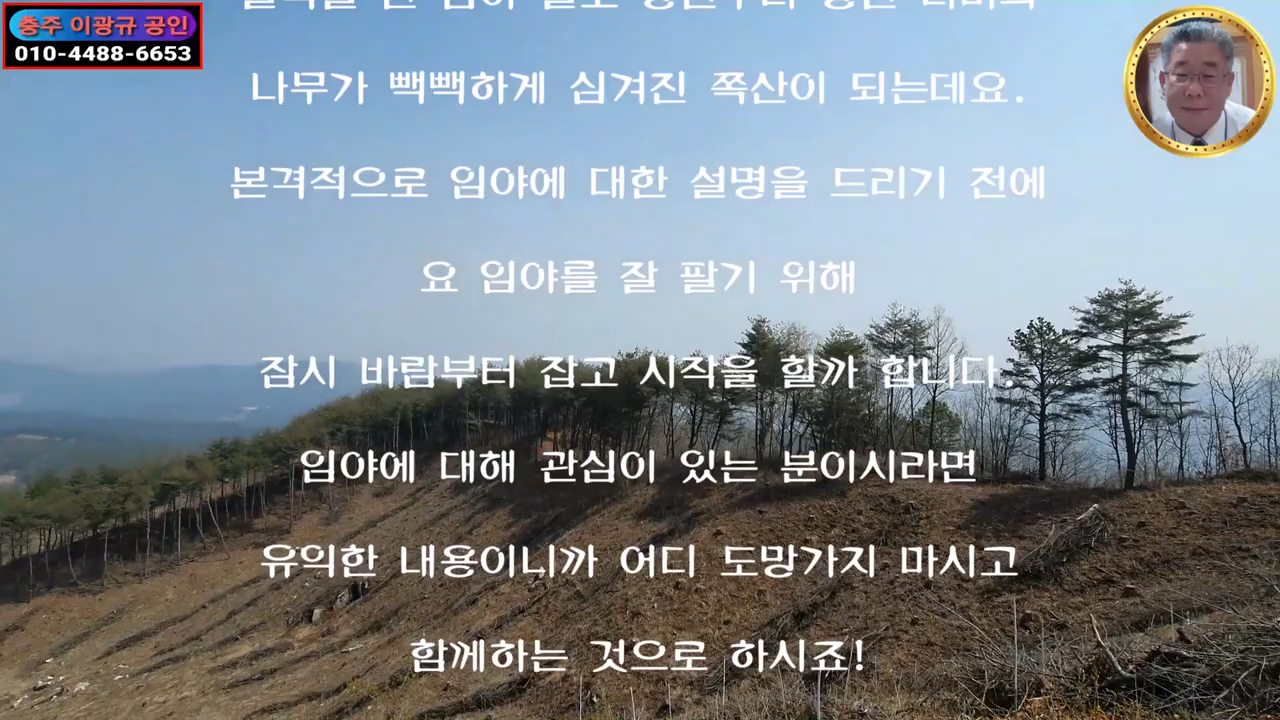 충주 이광규 공인
010-4488-6653
나무가 빽빽하게 심겨진 쪽산이 되는데요.
본격적으로 임야에 대한 설명을 드리기 전에
요 임야를 잘 팔기 위해
잠시 바람부터 잡고 시작을 할까 합니다.
임야에 대해 관심이 있는 분이시라면
유익한 내용이니까 어디 도망가지 마시고
함께하는 것으로 하시죠!